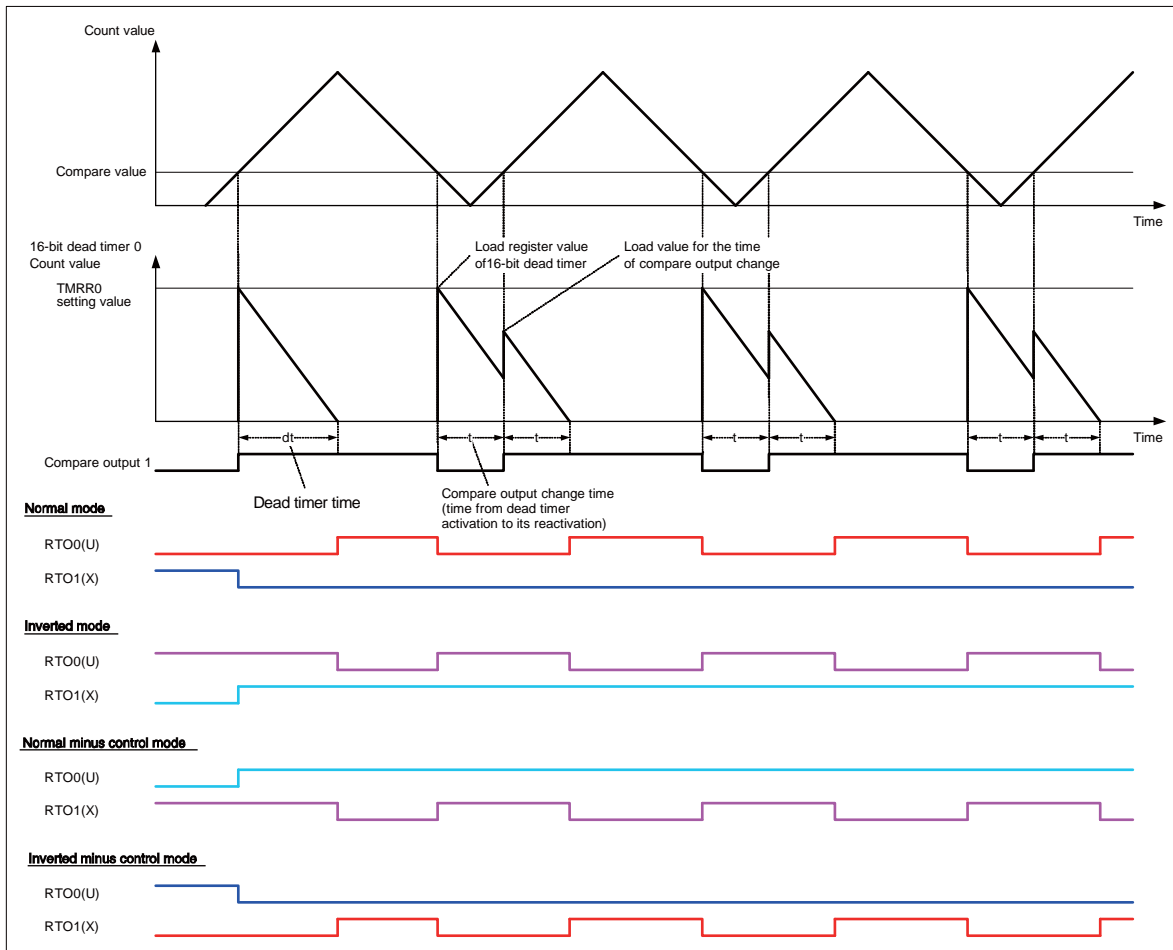 Count value
Compare value
Time
16-bit dead timer 0
Count value
TMRR0
setting value
Load register value
of16-bit dead timer
Load value for the time
of compare output change
dt
t
t
t
t
t
t
Time
Compare output 1
Dead timer time
Compare output change time
(time from dead timer
activation to its reactivation)
Normal mode
RTO0(U)
RTO1(X)
Inverted mode
RTO0(U)
RTO1(X)
Normal minus control mode
RTO0(U)
RTO1(X)
Inverted minus control mode
RTO0(U)
RTO1(X)